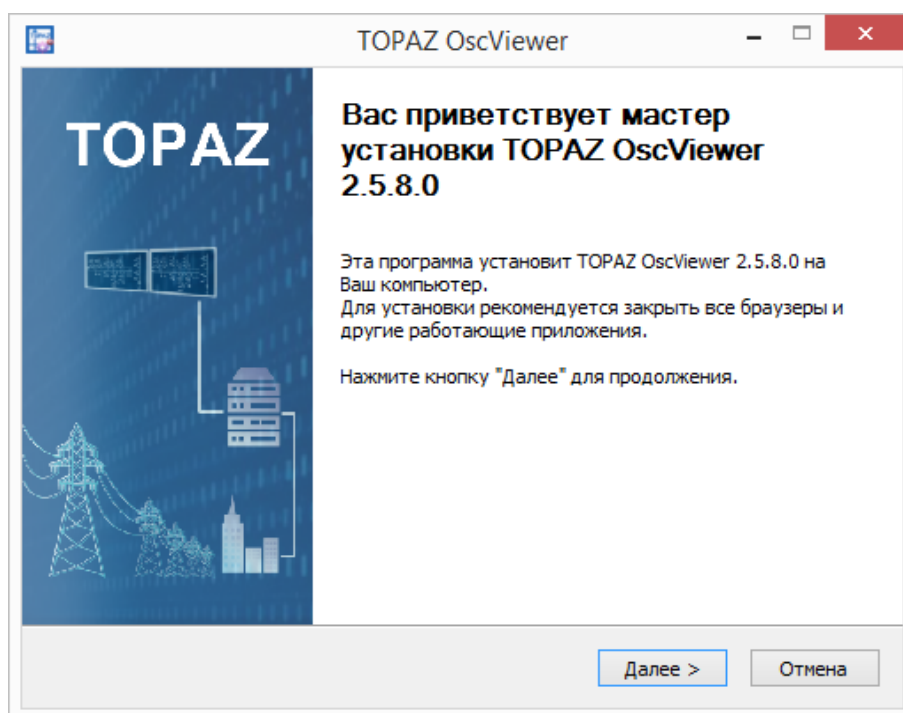 TOPAZ OscViewer
TOPAZ
Вас приветствует мастер
установки TOPAZ OscViewer
2.5.8.0
Эта программа установит TOPAZ OscViewer 2.5.8.0 на
Ваш компьютер.
Для установки рекомендуется закрыть все браузеры и
другие работающие приложения.
Нажмите кнопку "Далее" для продолжения.
Далее >
Отмена